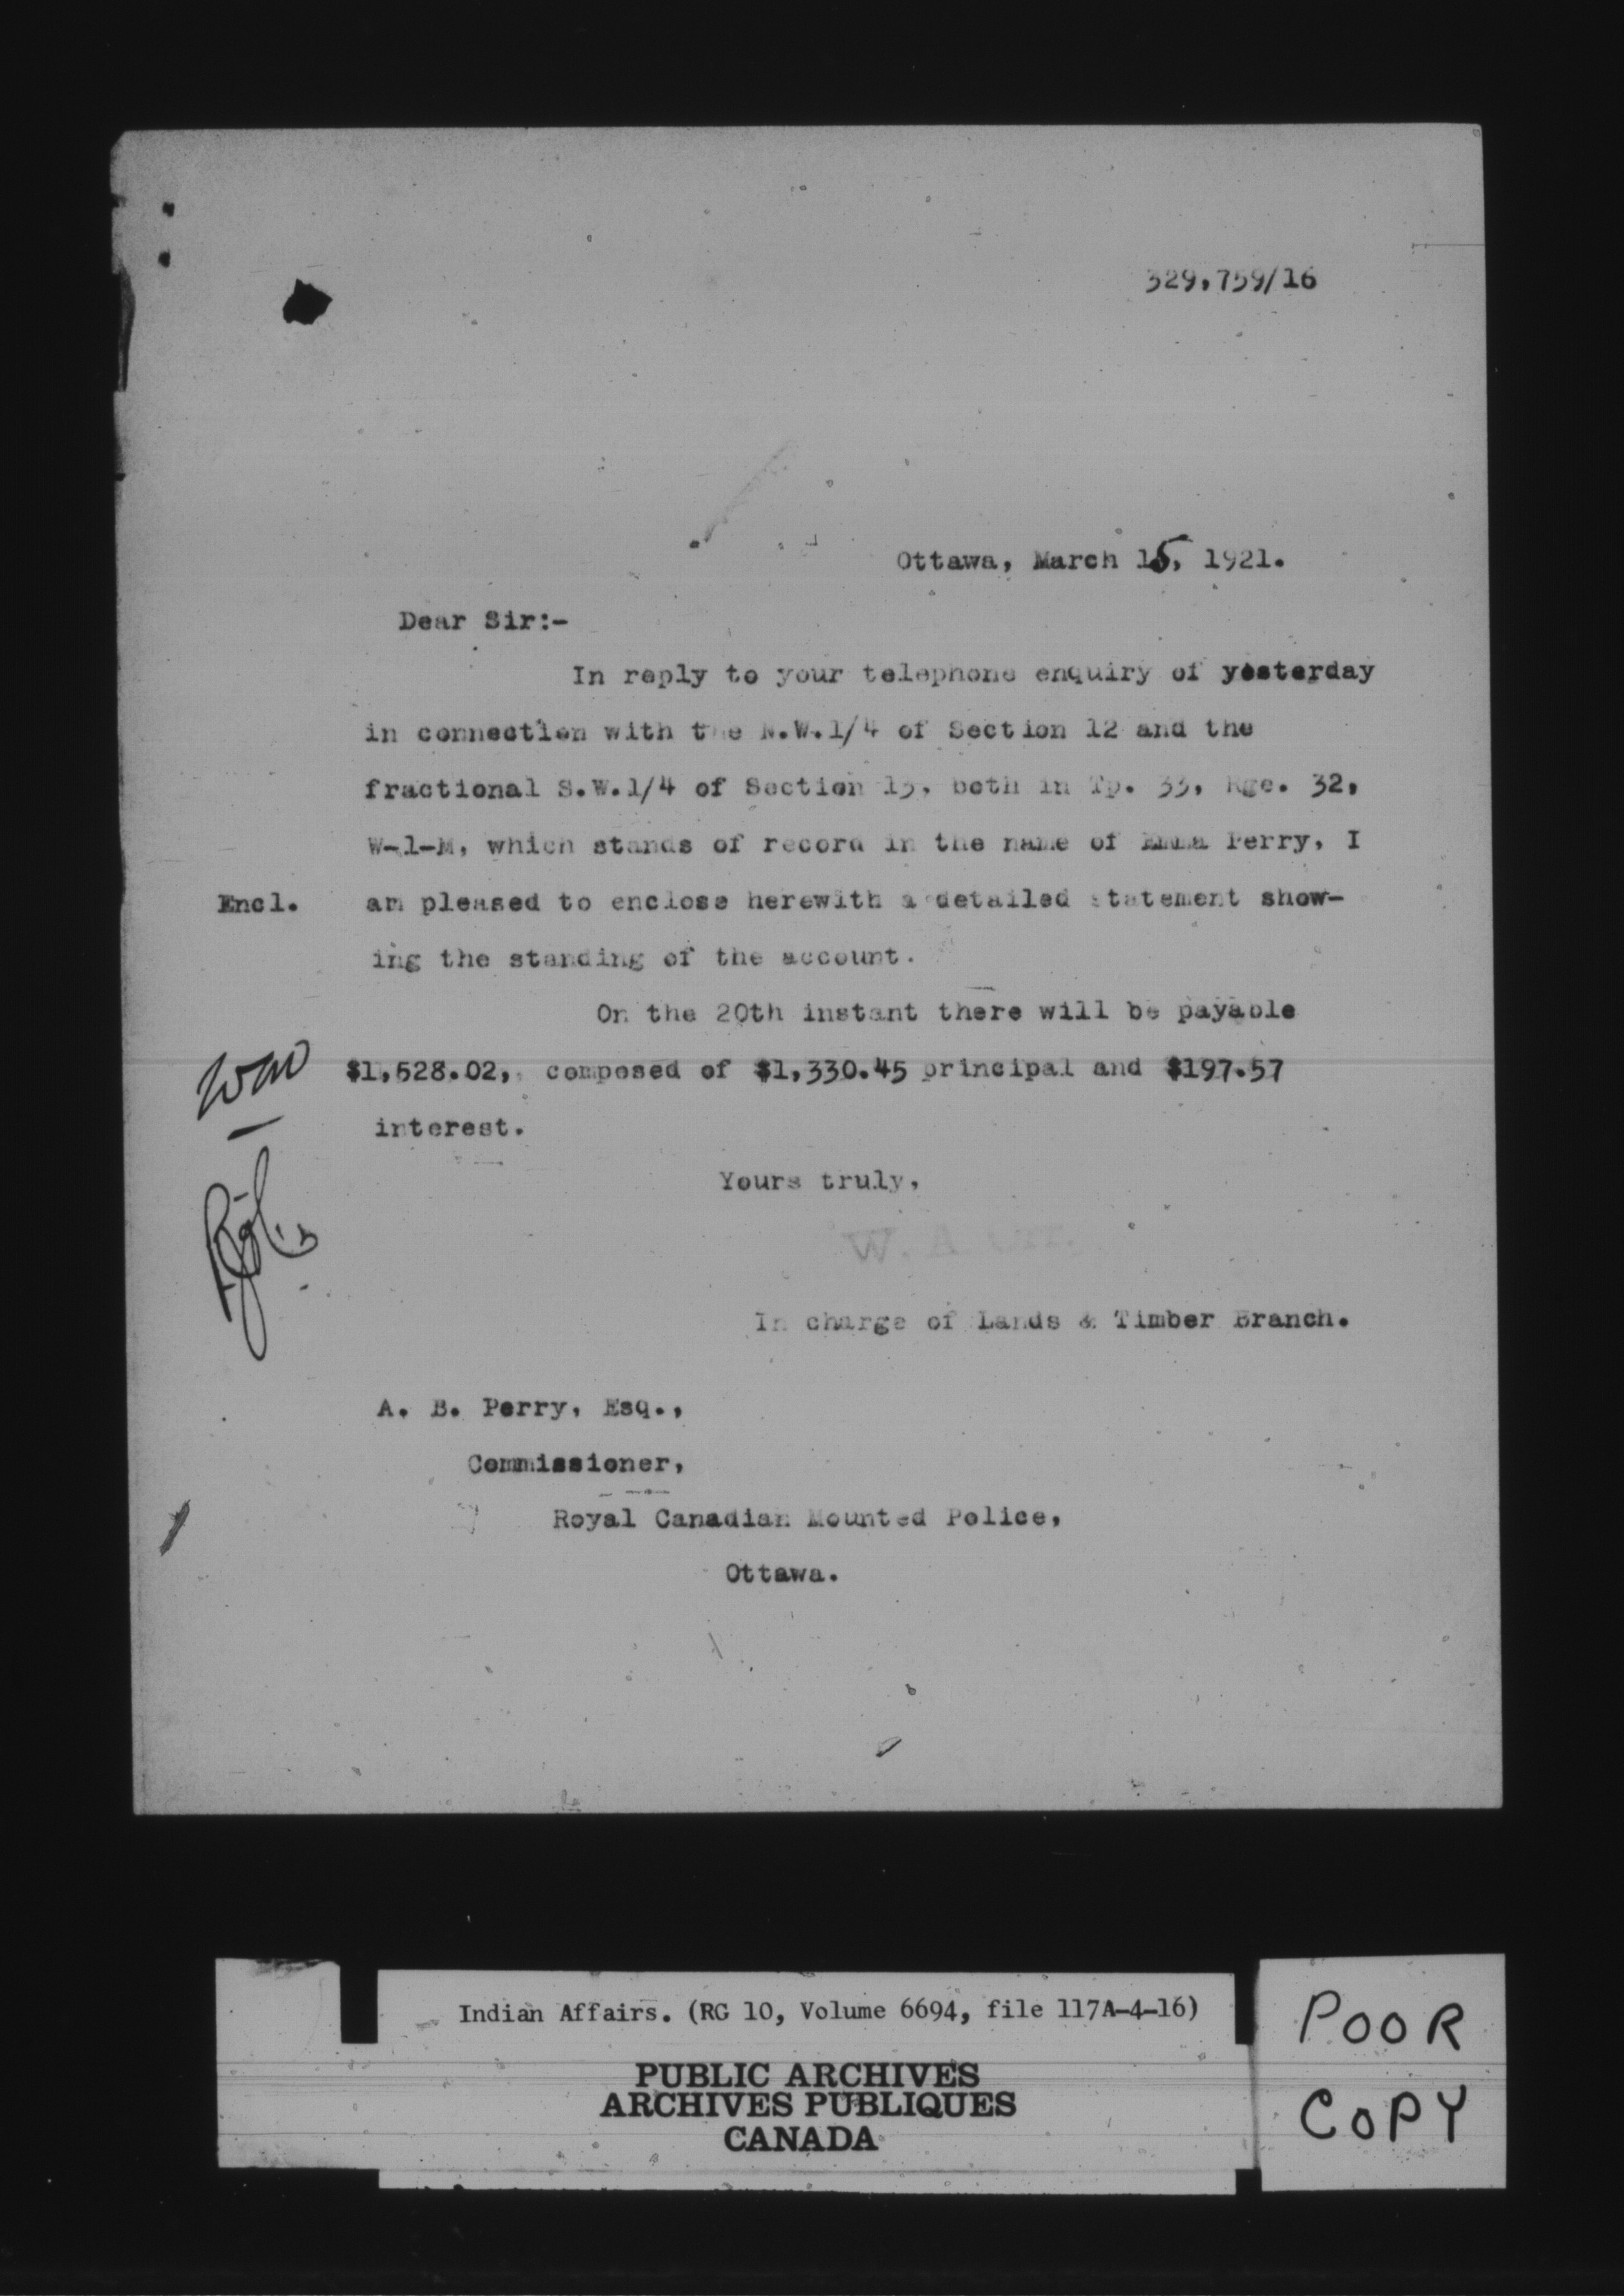 329,759/16
Ottawa, March 15, 1921.
Dear Sir:-
In reply to your telephone enquiry of yesterday
in connection with the N.W.1/4 of Section 12 and the
fractional S.W.1/4 of Section 13, both in Tp. 33, Rge. 32,
W-1-M, which stands of record in the name of Emma Perry, I
Encl. am pleased to enclose herewith a detailed statement show-
ing the standing of the account.
On the 20th instant there will be payable
$1,528.02, composed of $1,330.45 principal and $197.57
interest.
Yours truly,
W. A.
In charge of Lands & Timber Branch.
A. B. Perry, Esq.,
Commissioner,
Royal Canadian Mounted Police,
Ottawa.
Indian Affairs. (RG 10, Volume 6694, file 117A-4-16)
PUBLIC ARCHIVES
ARCHIVES PUBLIQUES
CANADA
POOR
COPY